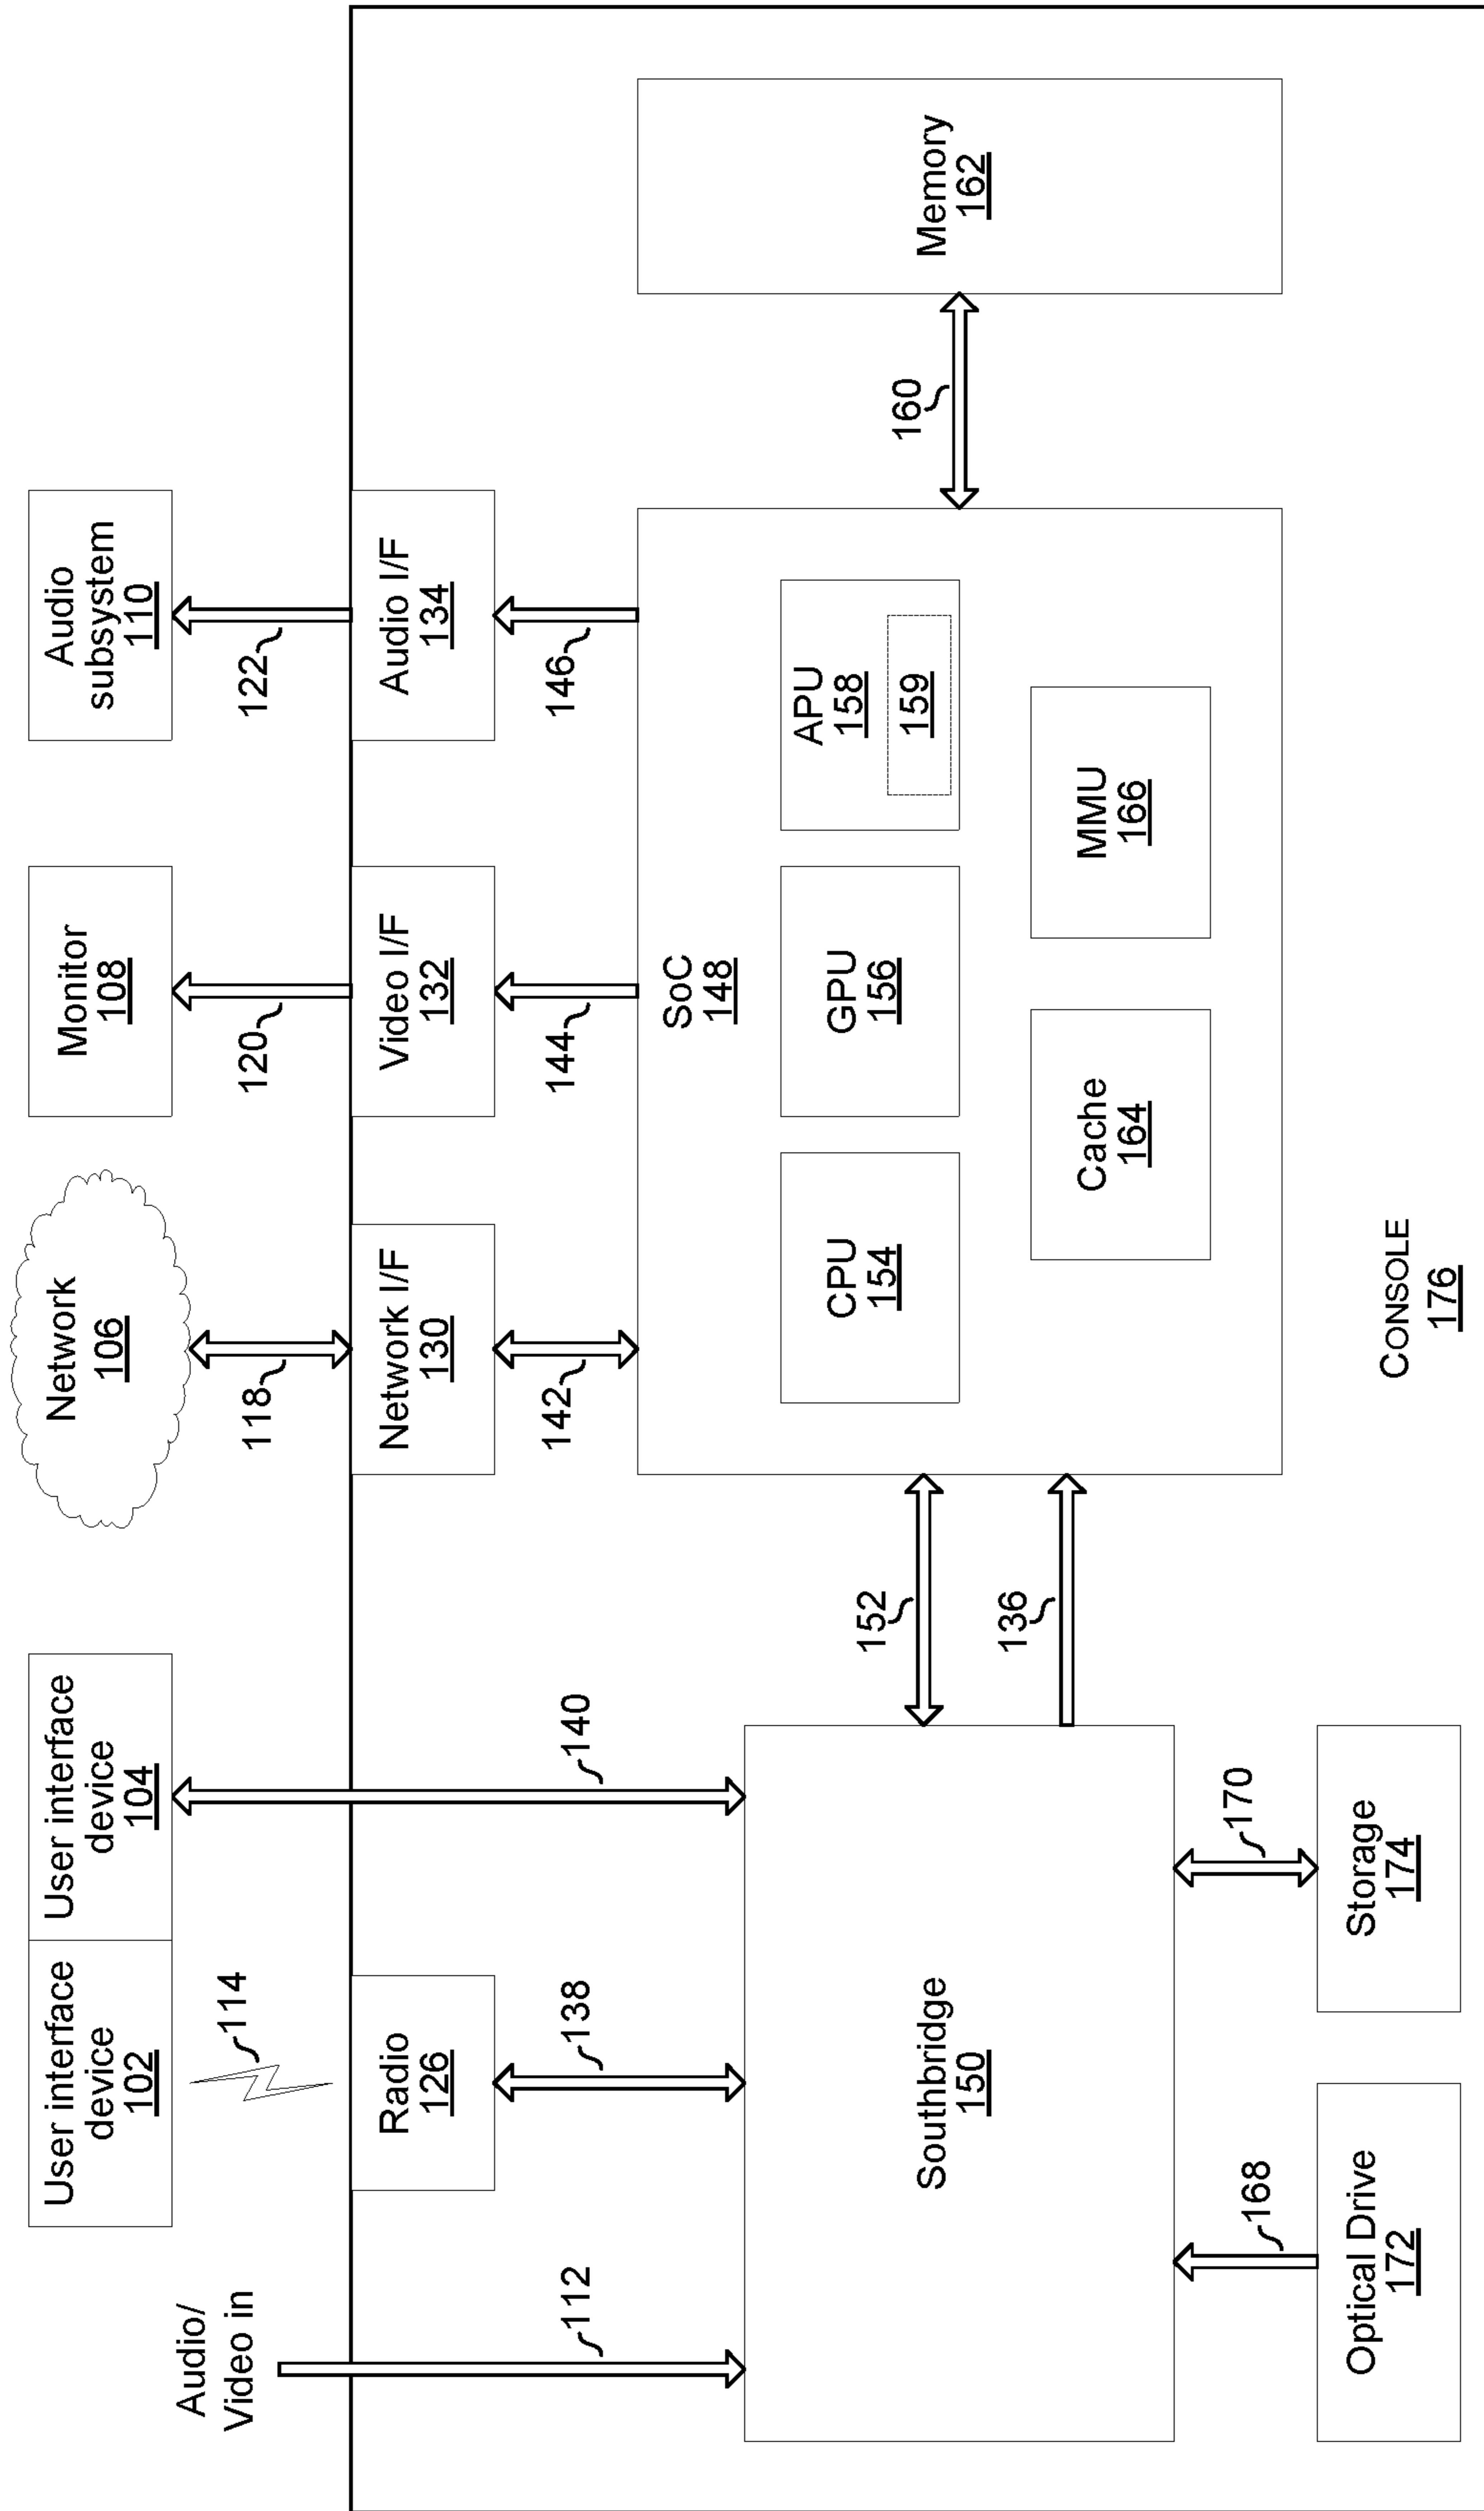 Audio/
Video in
User interface
device
102
User interface
device
104
Network
106
Monitor
108
Audio
subsystem
110
114
118
120
122
Radio
126
Network I/F
130
Video I/F
132
Audio I/F
134
112
138
140
142
144
146
SoC
148
CPU
154
GPU
156
APU
158
159
Cache
164
MMU
166
152
136
160
Memory
162
Southbridge
150
168
170
Optical Drive
172
Storage
174
CONSOLE
176